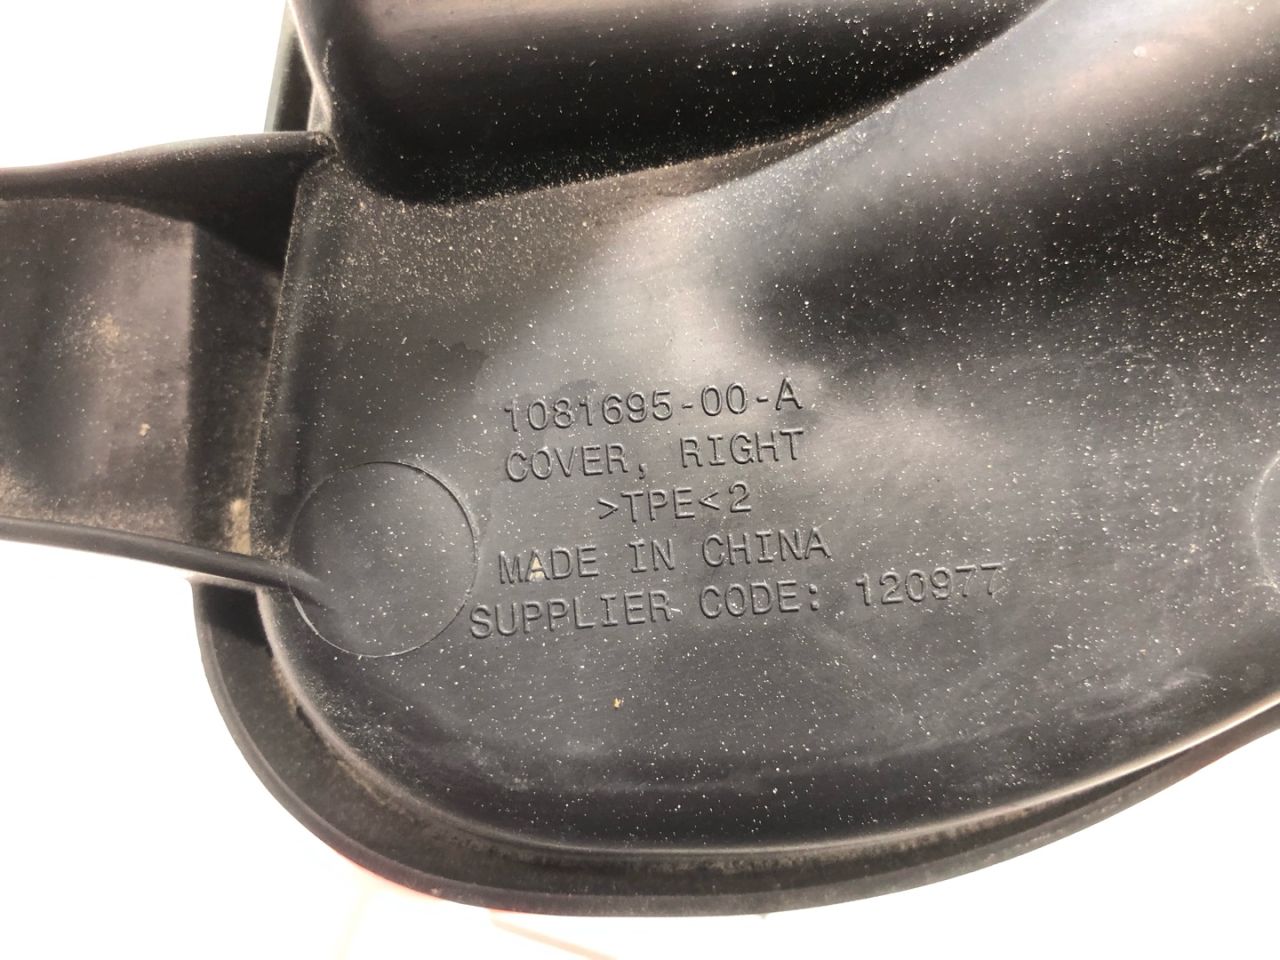 1081695-00-A
COVER, RIGHT
>TPE<2
MADE IN CHINA
SUPPLIER CODE: 120977